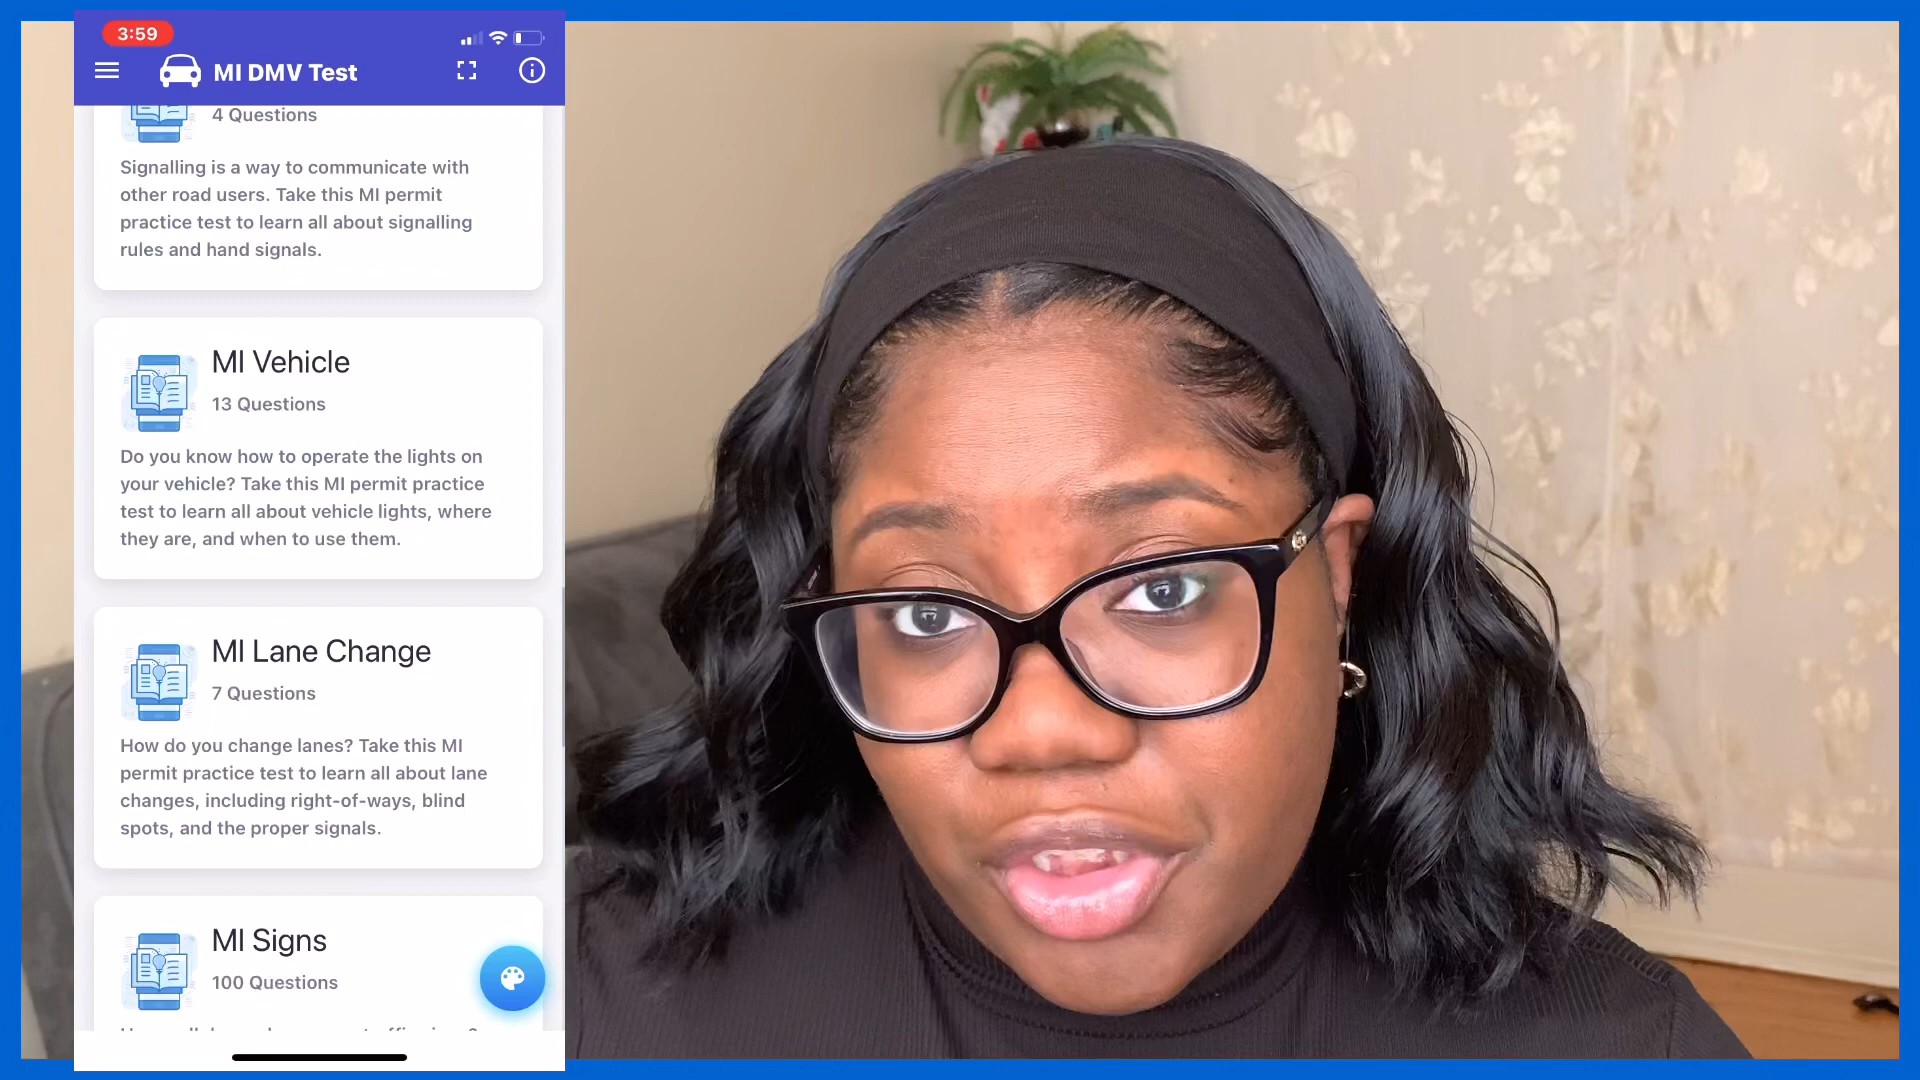 3:59
MI DMV Test
4 Questions
Signalling is a way to communicate with
other road users. Take this MI permit
practice test to learn all about signalling
rules and hand signals.
MI Vehicle
13 Questions
Do you know how to operate the lights on
your vehicle? Take this MI permit practice
test to learn all about vehicle lights, where
they are, and when to use them.
MI Lane Change
7 Questions
How do you change lanes? Take this MI
permit practice test to learn all about lane
changes, including right-of-ways, blind
spots, and the proper signals.
MI Signs
100 Questions